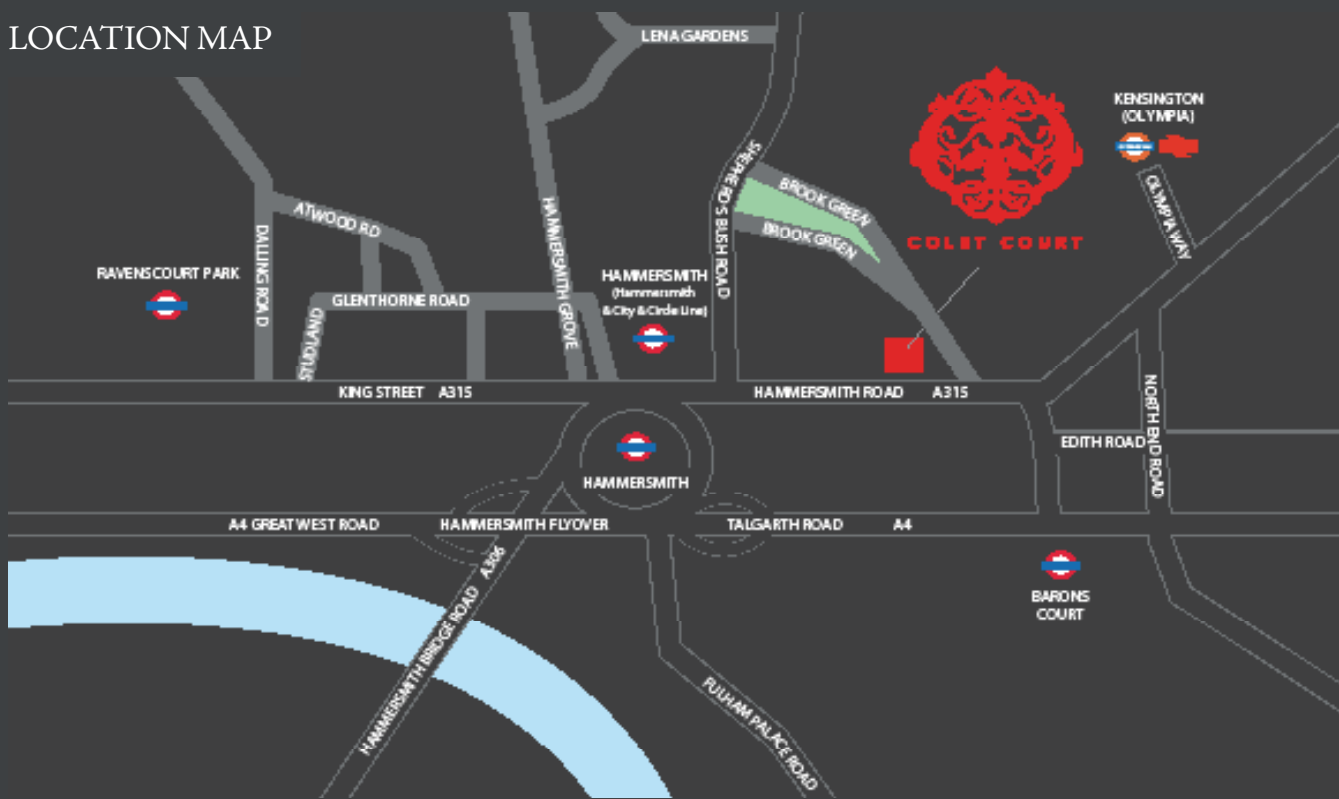 LOCATION MAP
LENA GARDENS
KENSINGTON
(OLYMPIA)
SHEPHERDS BUSH ROAD
BROOK GREEN
BROOK GREEN
OLYMPIA WAY
COLET COURT
ATWOOD RD
HAMMERSMITH GROVE
DALLING ROAD
RAVENSCOURT PARK
HAMMERSMITH
(Hammersmith
& City & Circle Line)
GLENTHORNE ROAD
STUDLAND
KING STREET A315
HAMMERSMITH ROAD A315
NORTH END ROAD
EDITH ROAD
HAMMERSMITH
A4 GREAT WEST ROAD
HAMMERSMITH FLYOVER
TALGARTH ROAD A4
HAMMERSMITH BRIDGE ROAD A306
BARONS
COURT
FULHAM PALACE ROAD